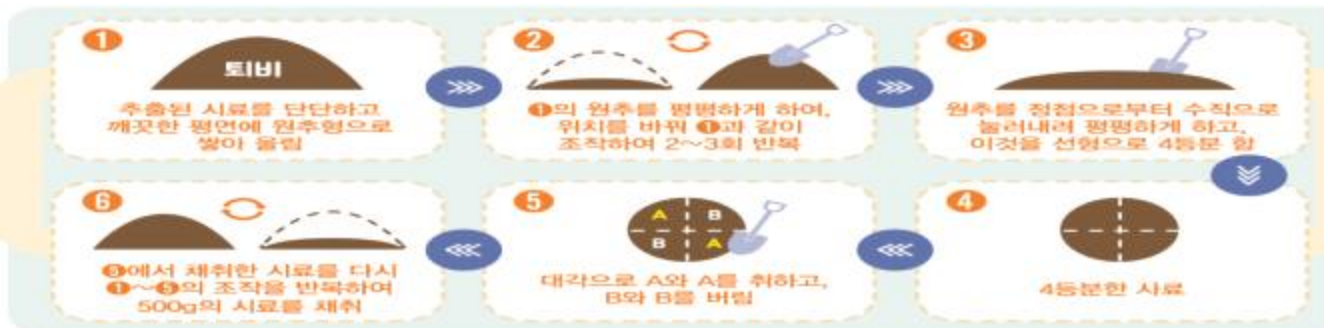 1
퇴비
추출된 시료를 단단하고
깨끗한 평면에 원추형으로
쌓아 올림
2
❶의 원추를 평평하게 하며,
위치를 바꿔 ❶과 같이
조작하여 2~3회 반복
3
원추를 정점으로부터 수직으로
눌러내려 평평하게 하고,
이것을 선형으로 4등분 함
4
4등분한 시료
5
A B
B A
대각으로 A와 A를 취하고,
B와 B를 버림
6
❺에서 채취한 시료를 다시
❶~❺의 조작을 반복하여
500g의 시료를 채취